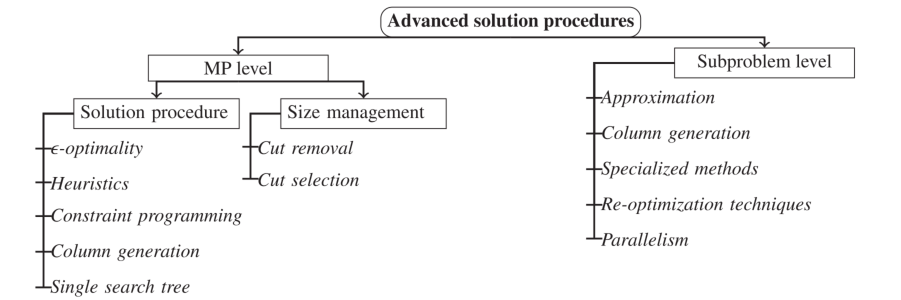 Advanced solution procedures
MP level
Subproblem level
Solution procedure
Size management
ϵ-optimality
Heuristics
Constraint programming
Column generation
Single search tree
Cut removal
Cut selection
Approximation
Column generation
Specialized methods
Re-optimization techniques
Parallelism